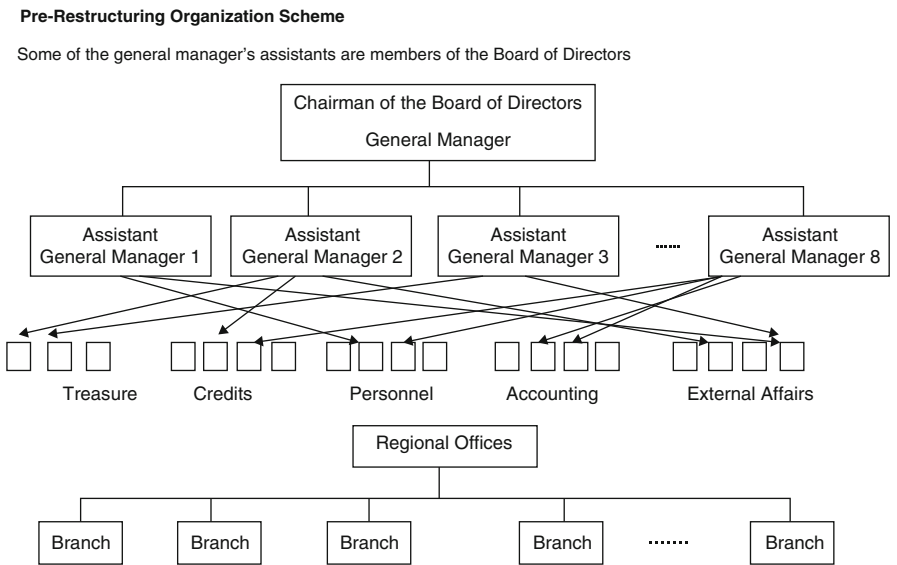 Pre-Restructuring Organization Scheme
Some of the general manager's assistants are members of the Board of Directors
Chairman of the Board of Directors
General Manager
Assistant
General Manager 1
Assistant
General Manager 2
Assistant
General Manager 3
......
Assistant
General Manager 8
Treasure
Credits
Personnel
Accounting
External Affairs
Regional Offices
Branch
Branch
Branch
Branch
.......
Branch